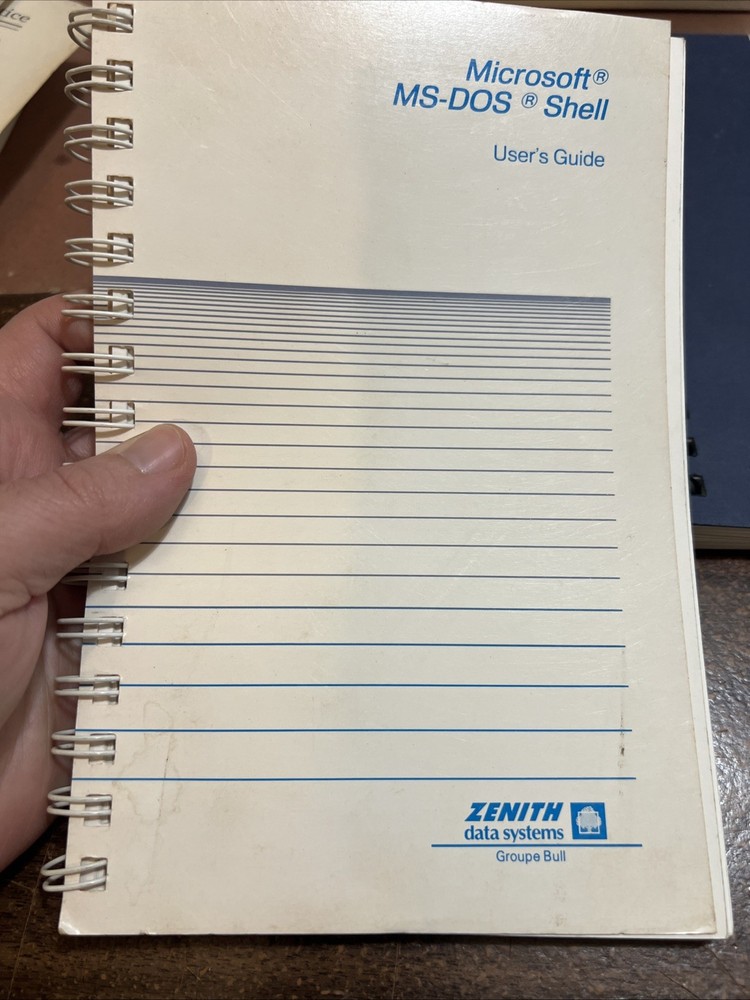 Microsoft®
MS-DOS ® Shell
User's Guide
ZENITH
data systems
Groupe Bull